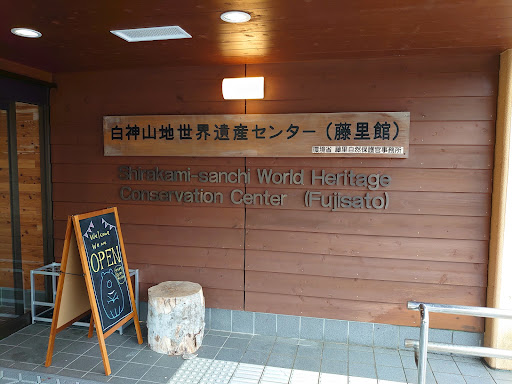 白神山地世界遺産センター(藤里館)
環境省 藤里自然保護官事務所
Shirakami-sanchi World Heritage
Conservation Center (Fujisato)
Welcome
We are
OPEN